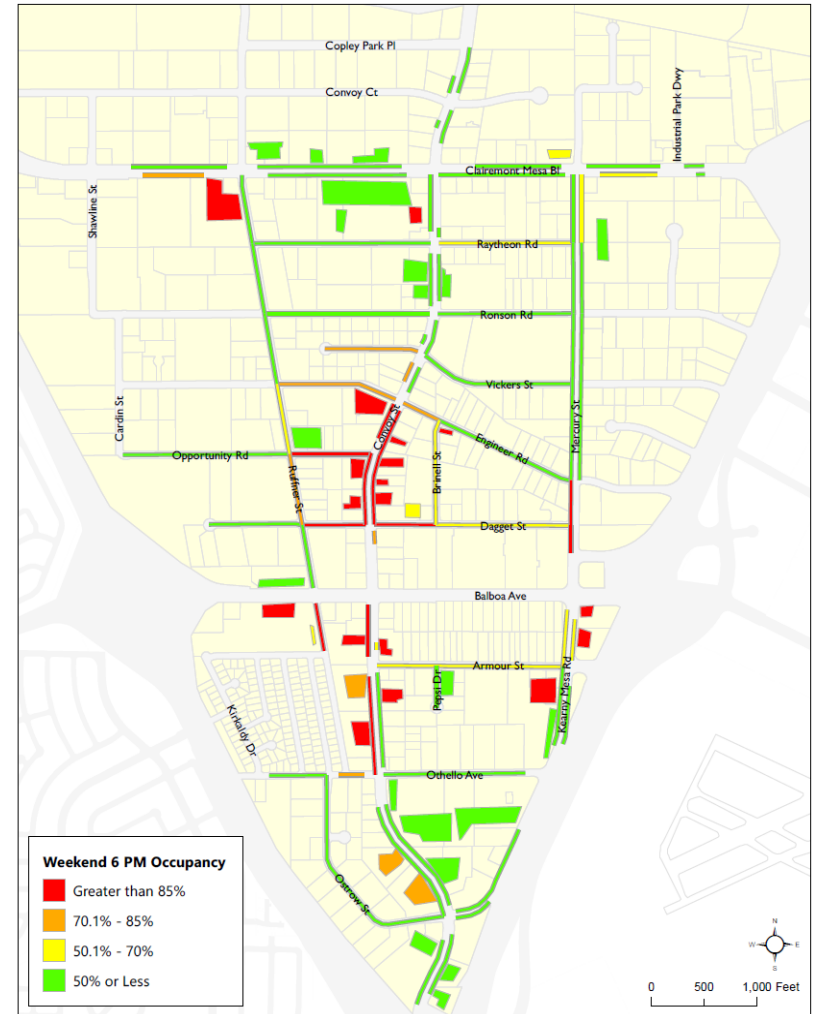 Copley Park Pl
Convoy Ct
Industrial Park Dwy
Clairemont Mesa Bl
Shawline St
Raytheon Rd
Ronson Rd
Vickers St
Cardin St
Convoy St
Mercury St
Opportunity Rd
Ruffner St
Brinell St
Engineer Rd
Dagget St
Balboa Ave
Armour St
Pepsi Dr
Kearny Mesa Rd
Kirkaldy Dr
Othello Ave
Ostrow St
Weekend 6 PM Occupancy
Greater than 85%
70.1% - 85%
50.1% - 70%
50% or Less
N
W E
S
0 500 1,000 Feet